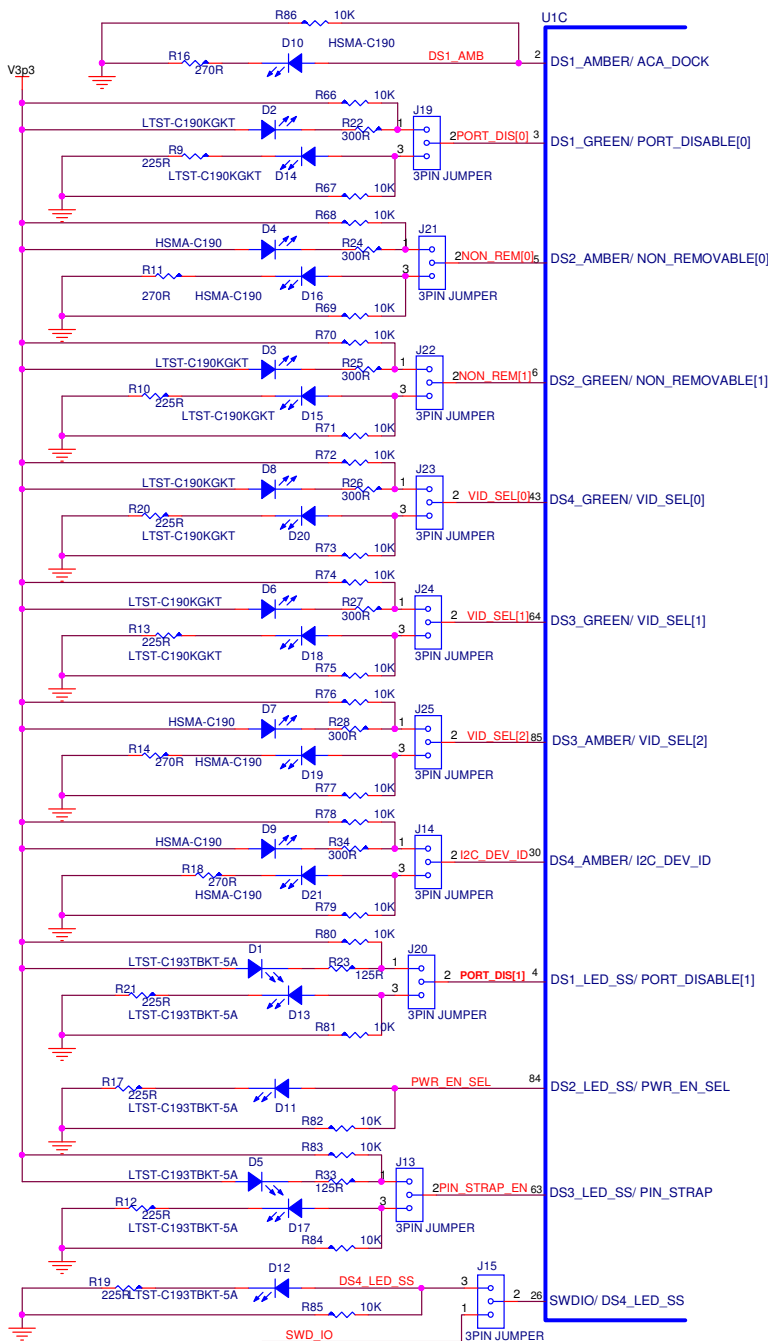 R86 10K U1C
D10 HSMA-C190
R16 270R DS1_AMB 2 DS1_AMBER/ ACA_DOCK
V3p3
R66 10K
D2 J19
LTST-C190KGKT R22 1
300R 2 PORT_DIS[0] 3 DS1_GREEN/ PORT_DISABLE[0]
R9 3
225R
LTST-C190KGKT D14 3PIN JUMPER
R67 10K
R68 10K
D4 J21
HSMA-C190 R24 1
300R 2 NON_REM[0] 5 DS2_AMBER/ NON_REMOVABLE[0]
R11 3
270R HSMA-C190 D16 3PIN JUMPER
R69 10K
R70 10K
D3 J22
LTST-C190KGKT R25 1
300R 2 NON_REM[1] 6 DS2_GREEN/ NON_REMOVABLE[1]
R10 3
225R
LTST-C190KGKT D15 3PIN JUMPER
R71 10K
R72 10K
D8 J23
LTST-C190KGKT R26 1
300R 2 VID_SEL[0] 43 DS4_GREEN/ VID_SEL[0]
R20 3
225R
LTST-C190KGKT D20 3PIN JUMPER
R73 10K
R74 10K
D6 J24
LTST-C190KGKT R27 1
300R 2 VID_SEL[1] 64 DS3_GREEN/ VID_SEL[1]
R13 3
225R
LTST-C190KGKT D18 3PIN JUMPER
R75 10K
R76 10K
D7 J25
HSMA-C190 R28 1
300R 2 VID_SEL[2] 85 DS3_AMBER/ VID_SEL[2]
R14 3
270R HSMA-C190 D19 3PIN JUMPER
R77 10K
R78 10K
D9 J14
HSMA-C190 R34 1
300R 2 I2C_DEV_ID 30 DS4_AMBER/ I2C_DEV_ID
R18 3
270R
HSMA-C190 D21 3PIN JUMPER
R79 10K
R80 10K
D1 J20
LTST-C193TBKT-5A R23 1
125R 2 PORT_DIS[1] 4 DS1_LED_SS/ PORT_DISABLE[1]
R21 3
225R
LTST-C193TBKT-5A D13 3PIN JUMPER
R81 10K
R17 PWR_EN_SEL 84 DS2_LED_SS/ PWR_EN_SEL
225R
LTST-C193TBKT-5A D11
R82 10K
R83 10K
D5 J13
LTST-C193TBKT-5A R33 1
125R 2 PIN_STRAP_EN 63 DS3_LED_SS/ PIN_STRAP
R12 3
225R
LTST-C193TBKT-5A D17 3PIN JUMPER
R84 10K
D12 J15
R19 DS4_LED_SS 3
225R LTST-C193TBKT-5A 2 26 SWDIO/ DS4_LED_SS
R85 10K 1
SWD_IO 3PIN JUMPER